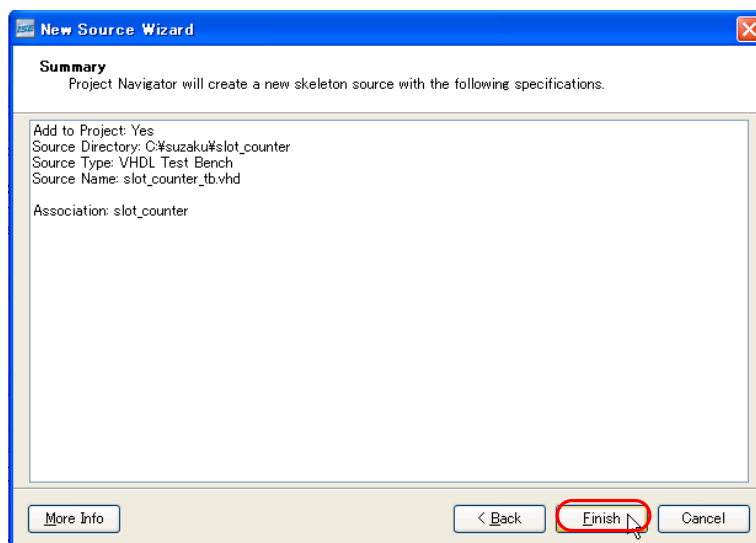 ISE New Source Wizard
Summary
Project Navigator will create a new skeleton source with the following specifications.
Add to Project: Yes
Source Directory: C:¥suzaku¥slot_counter
Source Type: VHDL Test Bench
Source Name: slot_counter_tb.vhd
Association: slot_counter
More Info
< Back
Finish
Cancel